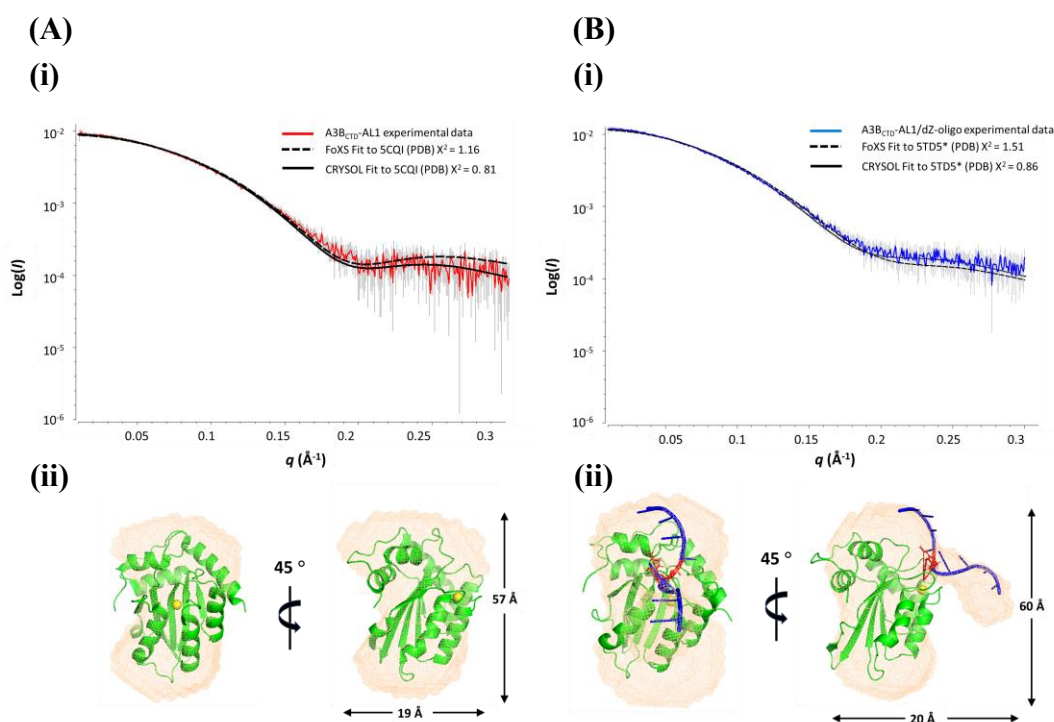 (A)
(i)
10⁻²
10⁻³
10⁻⁴
10⁻⁵
10⁻⁶
Log(I)
A3B_CTD-AL1 experimental data
FoXS Fit to 5CQI (PDB) X² = 1.16
CRYSOL Fit to 5CQI (PDB) X² = 0. 81
0.05
0.1
0.15
0.2
0.25
0.3
q (Å⁻¹)
(ii)
45 °
57 Å
19 Å
(B)
(i)
10⁻²
10⁻³
10⁻⁴
10⁻⁵
10⁻⁶
Log(I)
A3B_CTD-AL1/dZ-oligo experimental data
FoXS Fit to 5TD5* (PDB) X² = 1.51
CRYSOL Fit to 5TD5* (PDB) X² = 0.86
0.05
0.1
0.15
0.2
0.25
0.3
q (Å⁻¹)
(ii)
45 °
60 Å
20 Å